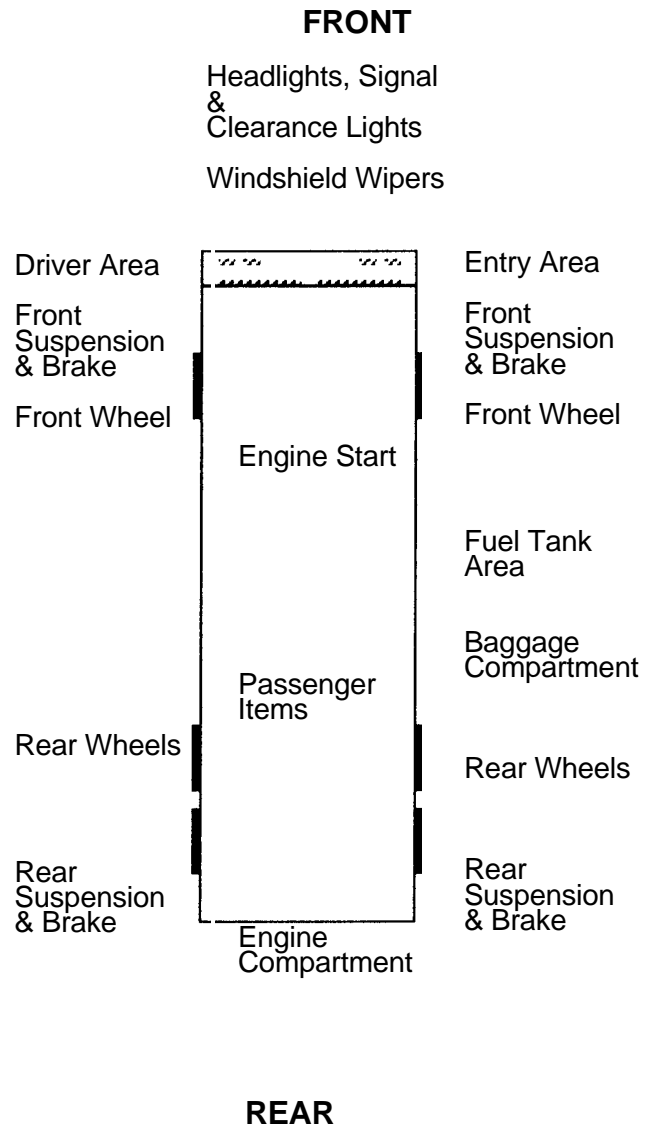 FRONT
Headlights, Signal
&
Clearance Lights
Windshield Wipers
Driver Area
Entry Area
Front
Suspension
& Brake
Front
Suspension
& Brake
Front Wheel
Front Wheel
Engine Start
Fuel Tank
Area
Baggage
Compartment
Passenger
Items
Rear Wheels
Rear Wheels
Rear
Suspension
& Brake
Rear
Suspension
& Brake
Engine
Compartment
REAR